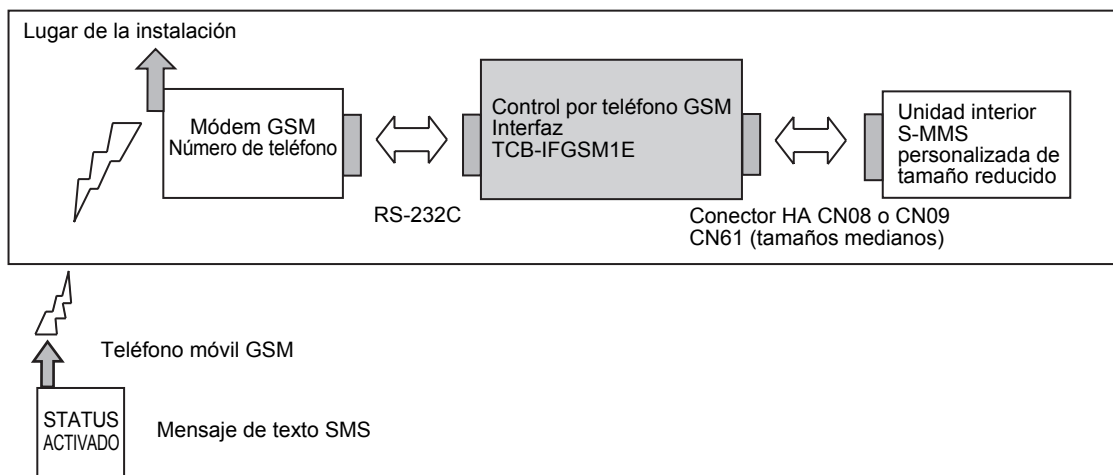 Lugar de la instalación
Módem GSM
Número de teléfono
RS-232C
Control por teléfono GSM
Interfaz
TCB-IFGSM1E
Conector HA CN08 o CN09
CN61 (tamaños medianos)
Unidad interior
S-MMS
personalizada de
tamaño reducido
Teléfono móvil GSM
STATUS
ACTIVADO
Mensaje de texto SMS